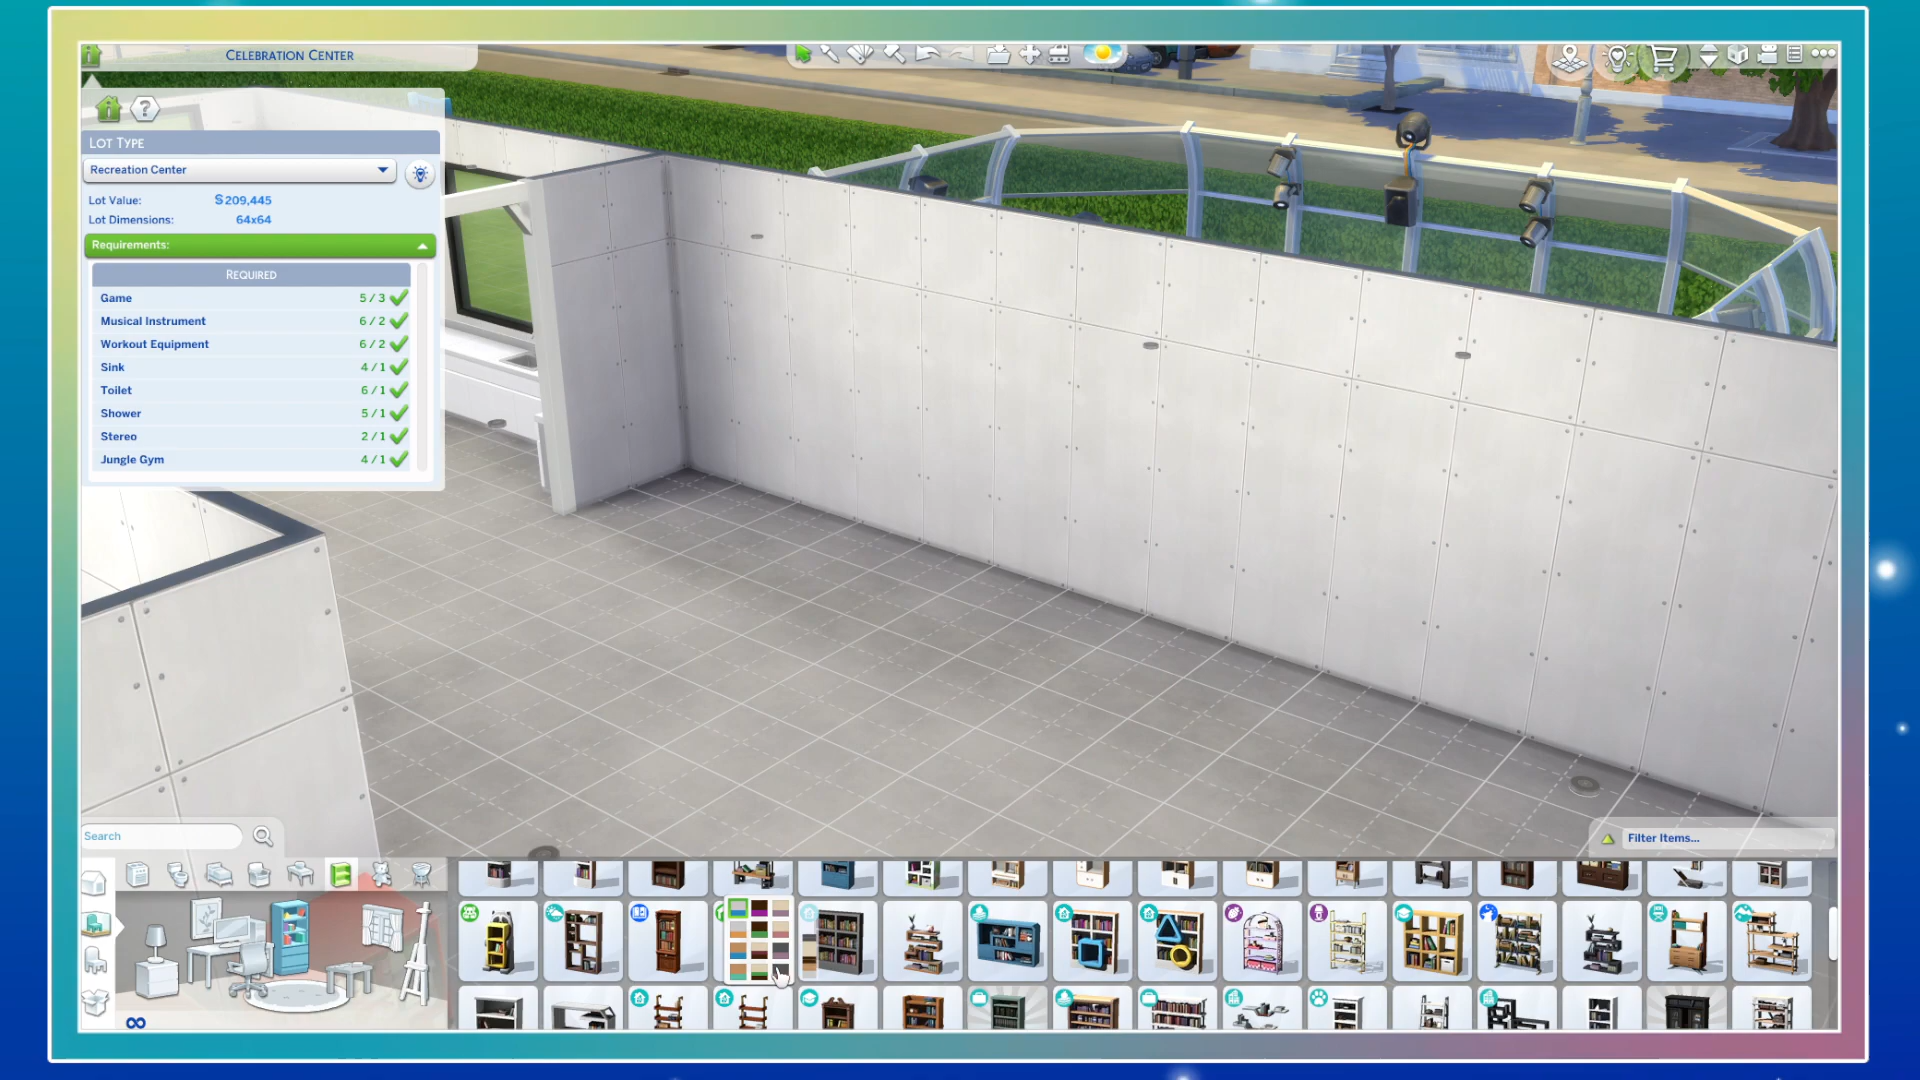 CELEBRATION CENTER
LOT TYPE
Recreation Center
Lot Value: §209,445
Lot Dimensions: 64x64
Requirements:
REQUIRED
Game 5 / 3
Musical Instrument 6 / 2
Workout Equipment 6 / 2
Sink 4 / 1
Toilet 6 / 1
Shower 5 / 1
Stereo 2 / 1
Jungle Gym 4 / 1
Search
Filter Items...